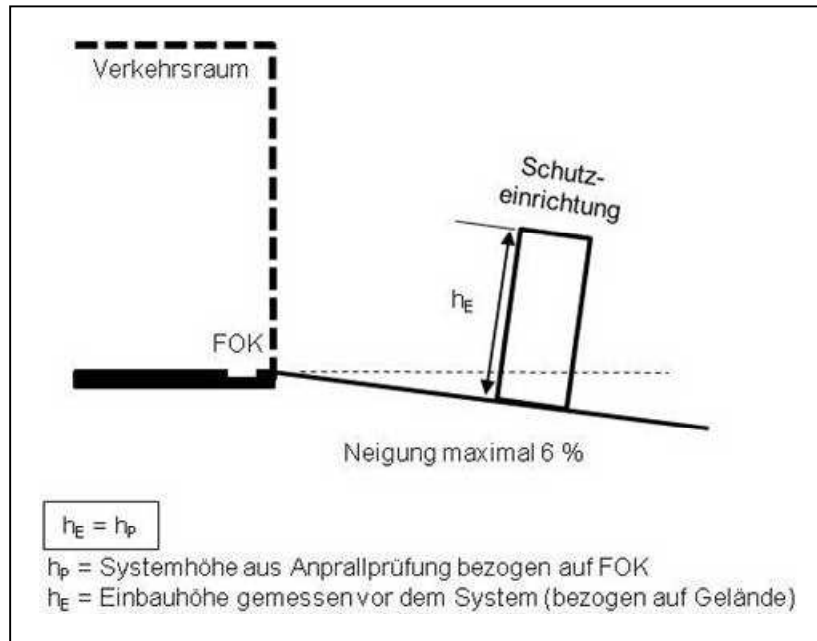 Verkehrsraum
Schutz-
einrichtung
hE
FOK
Neigung maximal 6 %
hE = hP
hP = Systemhöhe aus Anprallprüfung bezogen auf FOK
hE = Einbauhöhe gemessen vor dem System (bezogen auf Gelände)